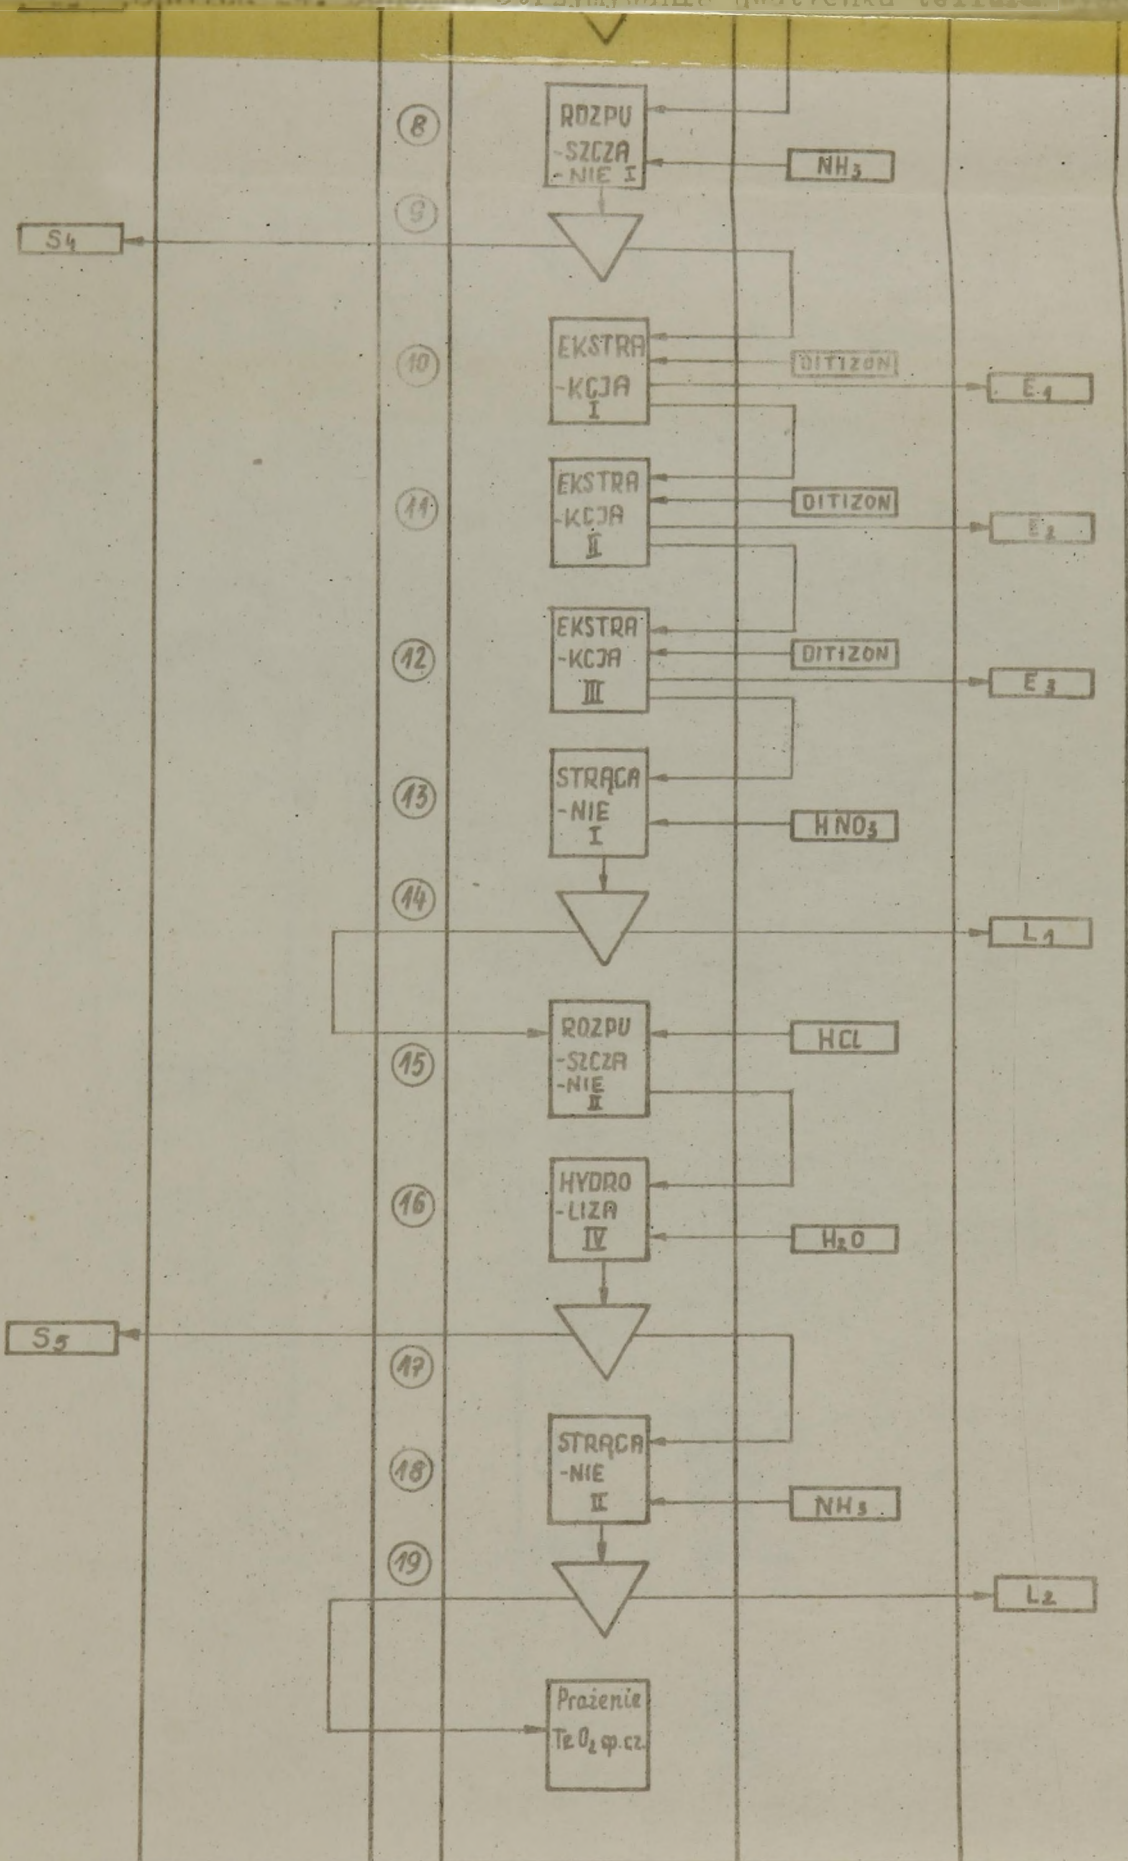 8
ROZPU
-SZCZA
-NIE I
NH3
9
S4
10
EKSTRA
-KCJA
I
DITIZON
E1
11
EKSTRA
-KCJA
II
DITIZON
E2
12
EKSTRA
-KCJA
III
DITIZON
E3
13
STRĄCA
-NIE
I
HNO3
14
L1
15
ROZPU
-SZCZA
-NIE
II
HCl
16
HYDRO
-LIZA
IV
H2O
S5
17
18
STRĄCA
-NIE
II
NH3
19
L2
Prażenie
TeO2 sp.cz.